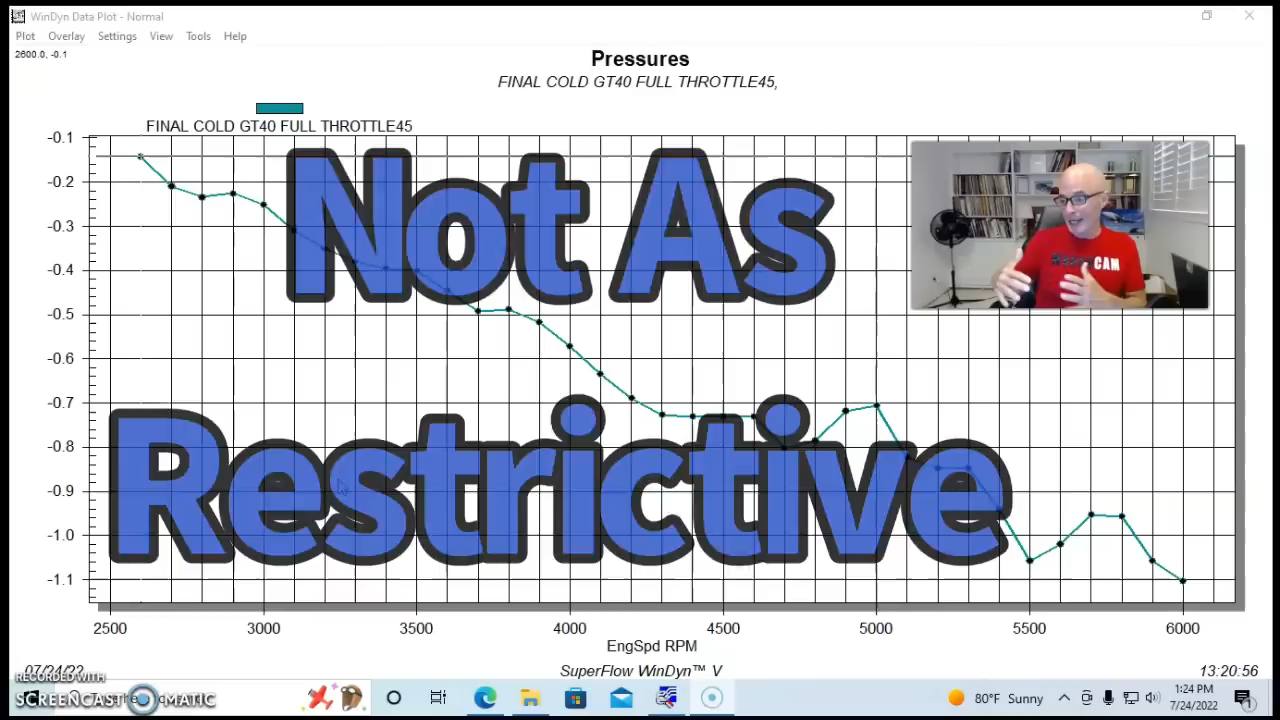 WinDyn Data Plot - Normal
Plot Overlay Settings View Tools Help
2600.0, -0.1
Pressures
FINAL COLD GT40 FULL THROTTLE45,
FINAL COLD GT40 FULL THROTTLE45
Not As
Restrictive
CAM
-0.1
-0.2
-0.3
-0.4
-0.5
-0.6
-0.7
-0.8
-0.9
-1.0
-1.1
2500 3000 3500 4000 4500 5000 5500 6000
EngSpd RPM
07/24/22 SuperFlow WinDyn™ V 13:20:56
RECORDED WITH
SCREENCAST MATIC
80°F Sunny
1:24 PM
7/24/2022
1